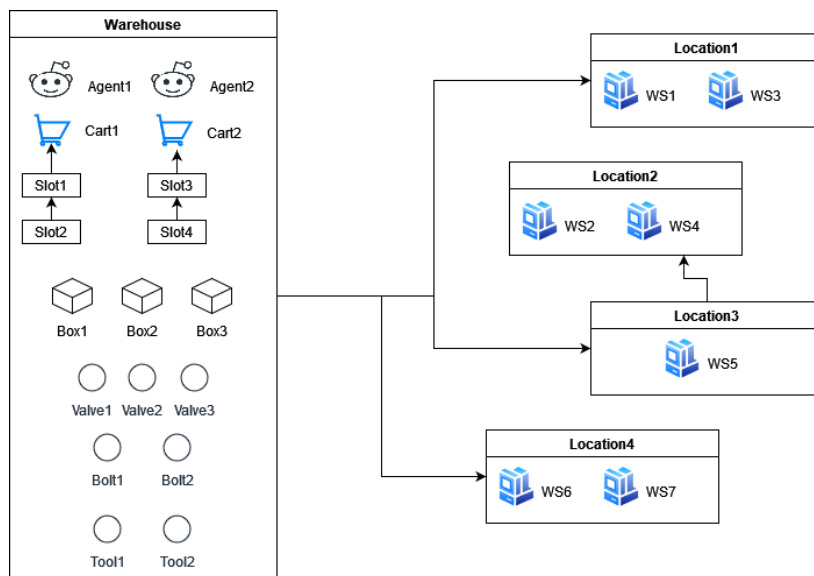 Warehouse
Agent1
Agent2
Cart1
Cart2
Slot1
Slot3
Slot2
Slot4
Box1
Box2
Box3
Valve1
Valve2
Valve3
Bolt1
Bolt2
Tool1
Tool2
Location1
WS1
WS3
Location2
WS2
WS4
Location3
WS5
Location4
WS6
WS7